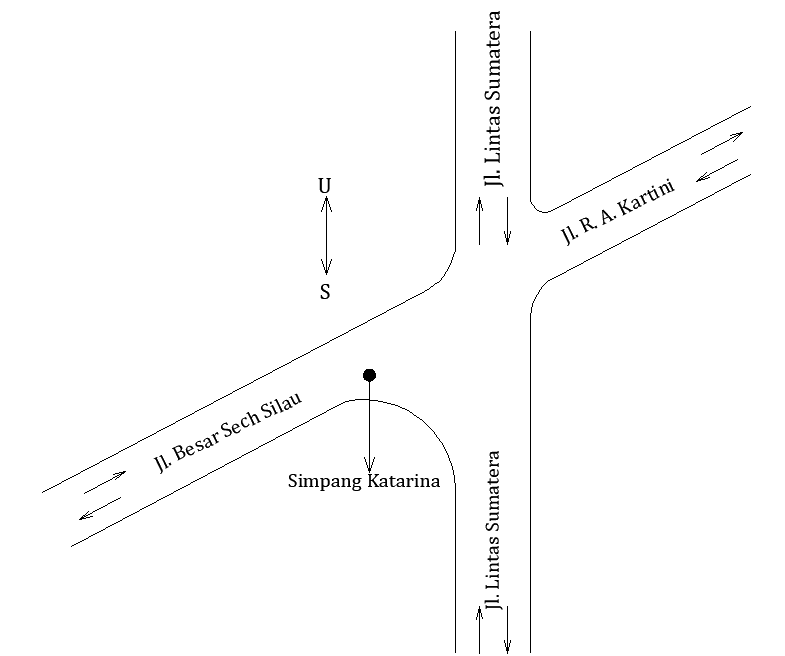 Jl. Lintas Sumatera
U
Jl. R. A. Kartini
S
Jl. Besar Sech Silau
Simpang Katarina
Jl. Lintas Sumatera